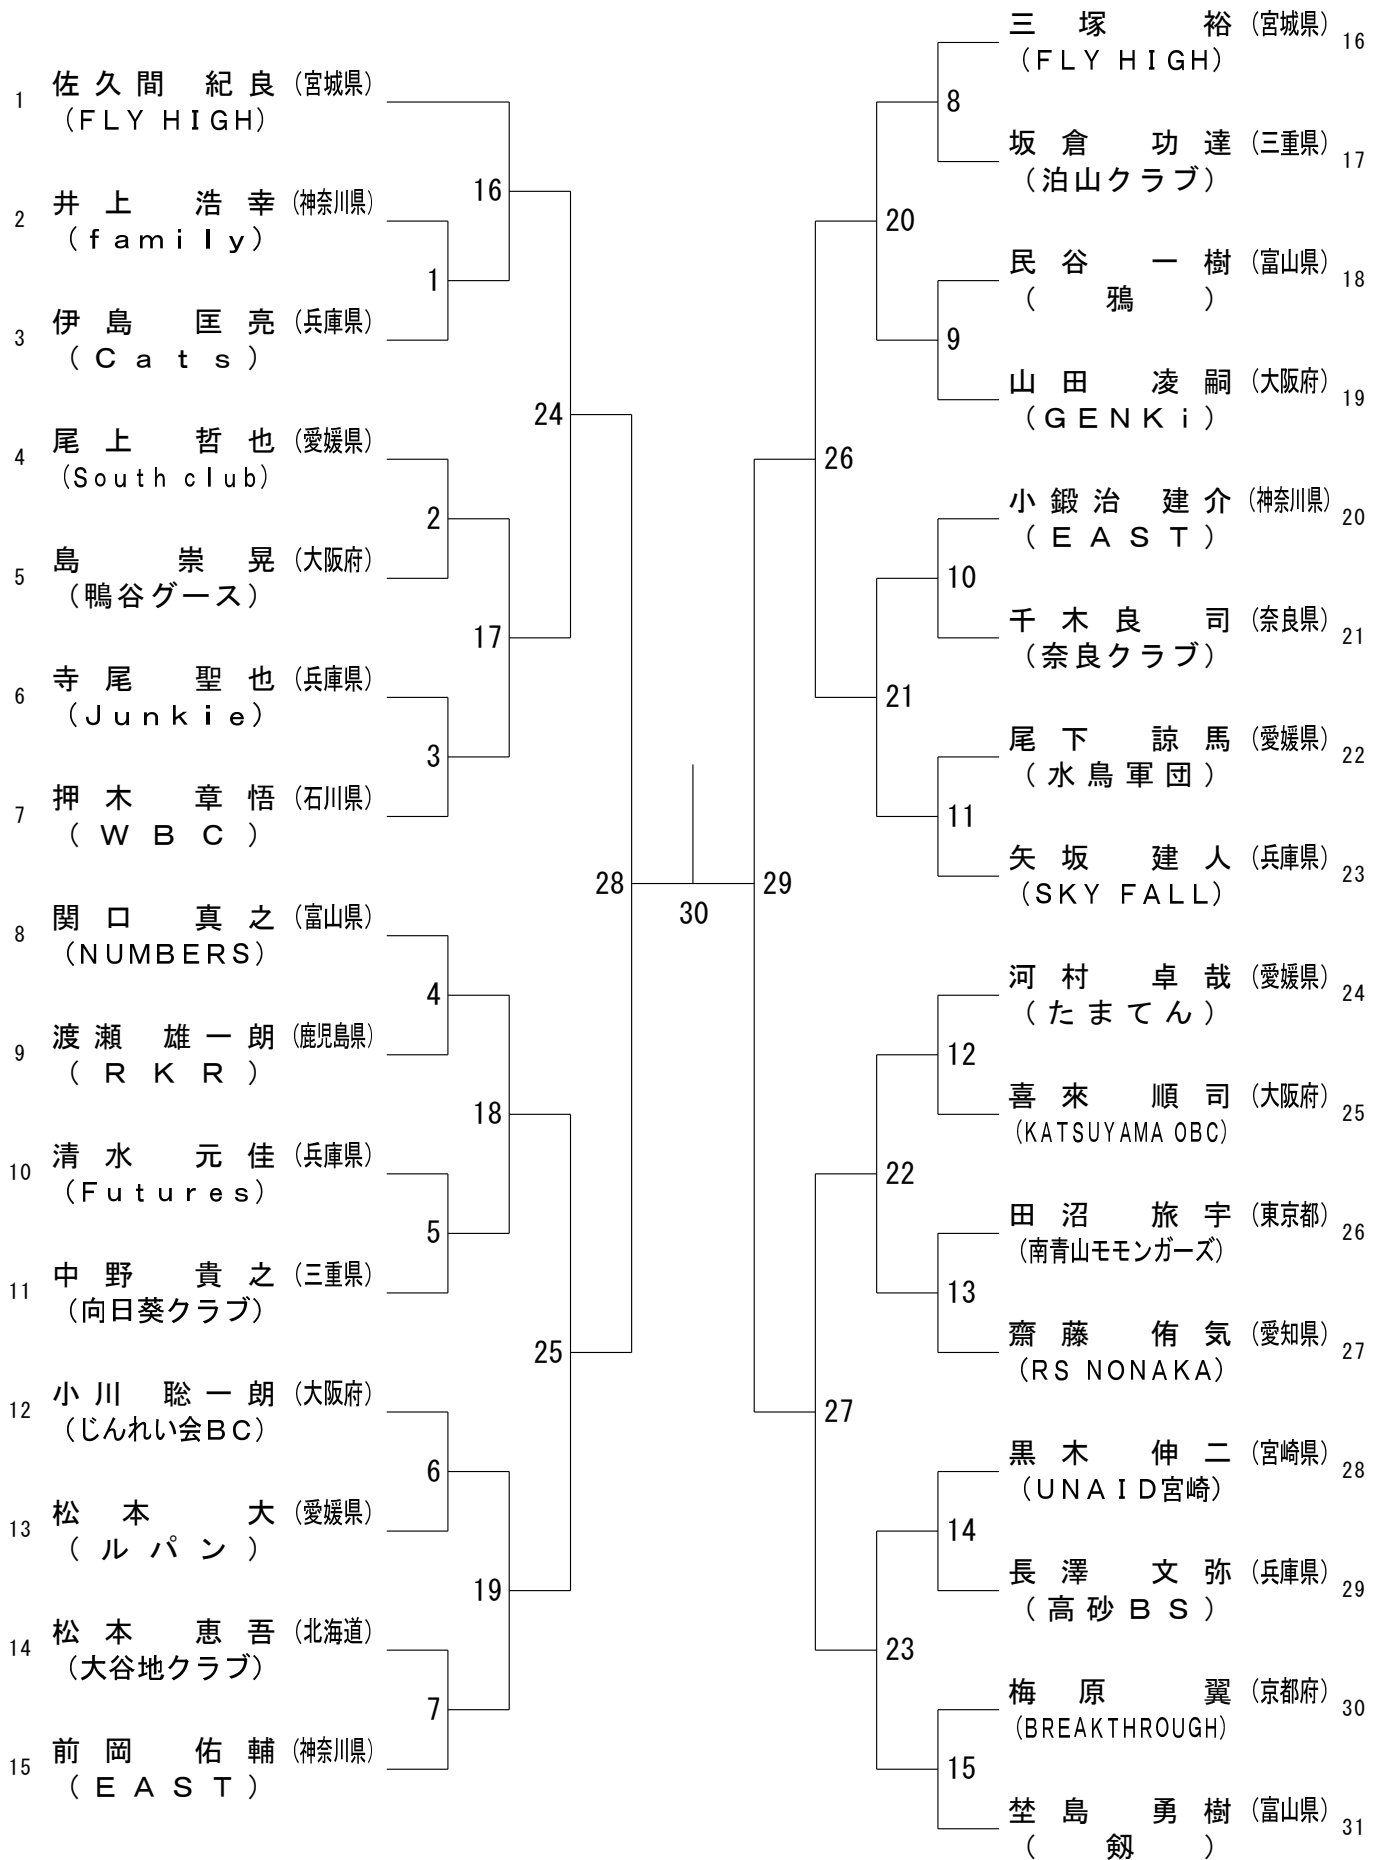 1 佐久間 紀良 (宮城県)
(FLY HIGH)
2 井上 浩幸 (神奈川県)
(family)
3 伊島 匡亮 (兵庫県)
(Cats)
4 尾上 哲也 (愛媛県)
(South club)
5 島 崇晃 (大阪府)
(鴨谷グース)
6 寺尾 聖也 (兵庫県)
(Junkie)
7 押木 章悟 (石川県)
(WBC)
8 関口 真之 (富山県)
(NUMBERS)
9 渡瀬 雄一朗 (鹿児島県)
(RKR)
10 清水 元佳 (兵庫県)
(Futures)
11 中野 貴之 (三重県)
(向日葵クラブ)
12 小川 聡一朗 (大阪府)
(じんれい会BC)
13 松本 大 (愛媛県)
(ルパン)
14 松本 恵吾 (北海道)
(大谷地クラブ)
15 前岡 佑輔 (神奈川県)
(EAST)
1
2
3
4
5
6
7
16
17
18
19
24
25
28
30
29
26
27
20
21
22
23
8
9
10
11
12
13
14
15
三塚 裕 (宮城県) 16
(FLY HIGH)
坂倉 功達 (三重県) 17
(泊山クラブ)
民谷 一樹 (富山県) 18
(鴉)
山田 凌嗣 (大阪府) 19
(GENKi)
小鍛治 建介 (神奈川県) 20
(EAST)
千木良 司 (奈良県) 21
(奈良クラブ)
尾下 諒馬 (愛媛県) 22
(水鳥軍団)
矢坂 建人 (兵庫県) 23
(SKY FALL)
河村 卓哉 (愛媛県) 24
(たまてん)
喜來 順司 (大阪府) 25
(KATSUYAMA OBC)
田沼 旅宇 (東京都) 26
(南青山モモンガーズ)
齋藤 侑気 (愛知県) 27
(RS NONAKA)
黒木 伸二 (宮崎県) 28
(UNAID宮崎)
長澤 文弥 (兵庫県) 29
(高砂BS)
梅原 翼 (京都府) 30
(BREAKTHROUGH)
埜島 勇樹 (富山県) 31
(剱)